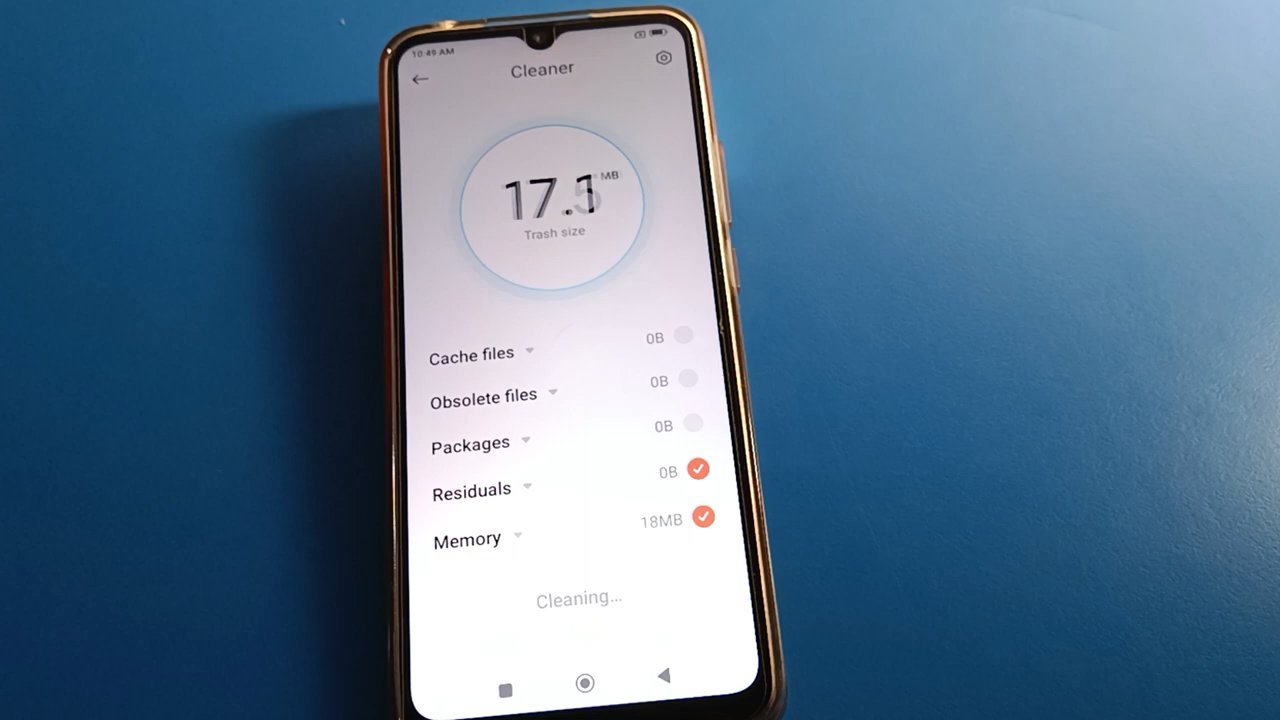 10:49 AM
Cleaner
17.1 MB
Trash size
Cache files 0B
Obsolete files 0B
Packages 0B
Residuals 0B
Memory 18MB
Cleaning...